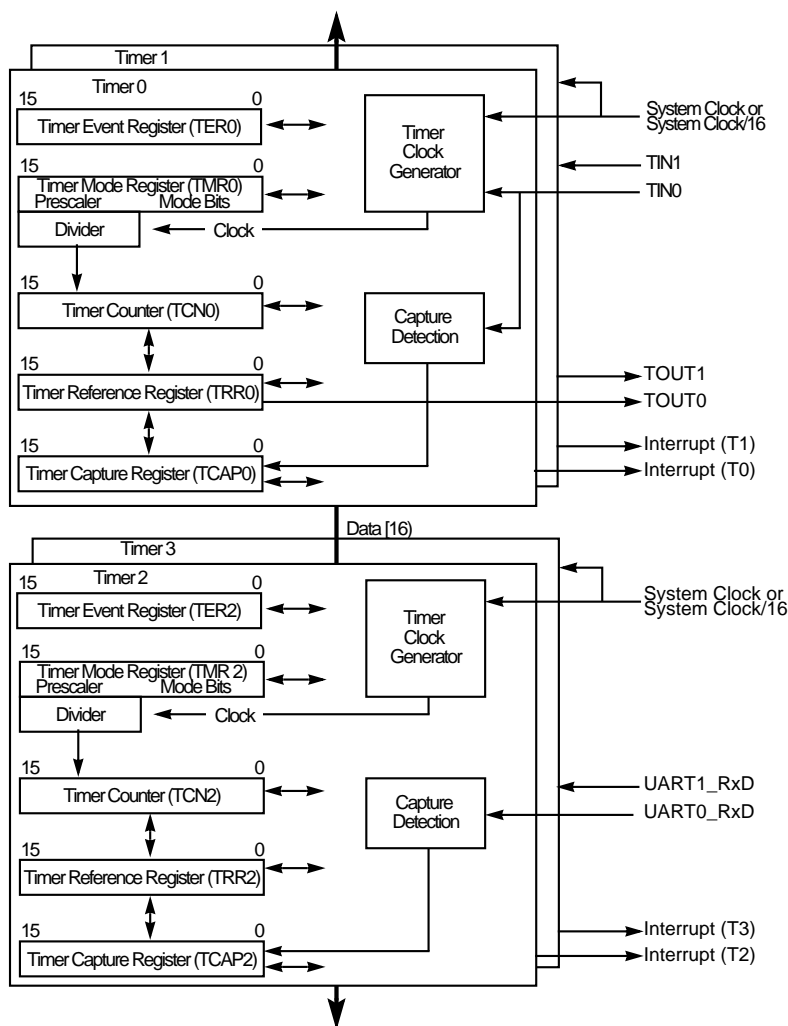 Timer 1
Timer 0
15 0
Timer Event Register (TER0)
Timer Clock Generator
System Clock or
System Clock/16
15 0
Timer Mode Register (TMR0)
Prescaler Mode Bits
TIN1
TIN0
Divider
Clock
15 0
Timer Counter (TCN0)
Capture Detection
15 0
Timer Reference Register (TRR0)
TOUT1
TOUT0
15 0
Timer Capture Register (TCAP0)
Interrupt (T1)
Interrupt (T0)
Data [16)
Timer 3
Timer 2
15 0
Timer Event Register (TER2)
Timer Clock Generator
System Clock or
System Clock/16
15 0
Timer Mode Register (TMR 2)
Prescaler Mode Bits
Divider
Clock
15 0
Timer Counter (TCN2)
Capture Detection
UART1_RxD
UART0_RxD
15 0
Timer Reference Register (TRR2)
15 0
Timer Capture Register (TCAP2)
Interrupt (T3)
Interrupt (T2)